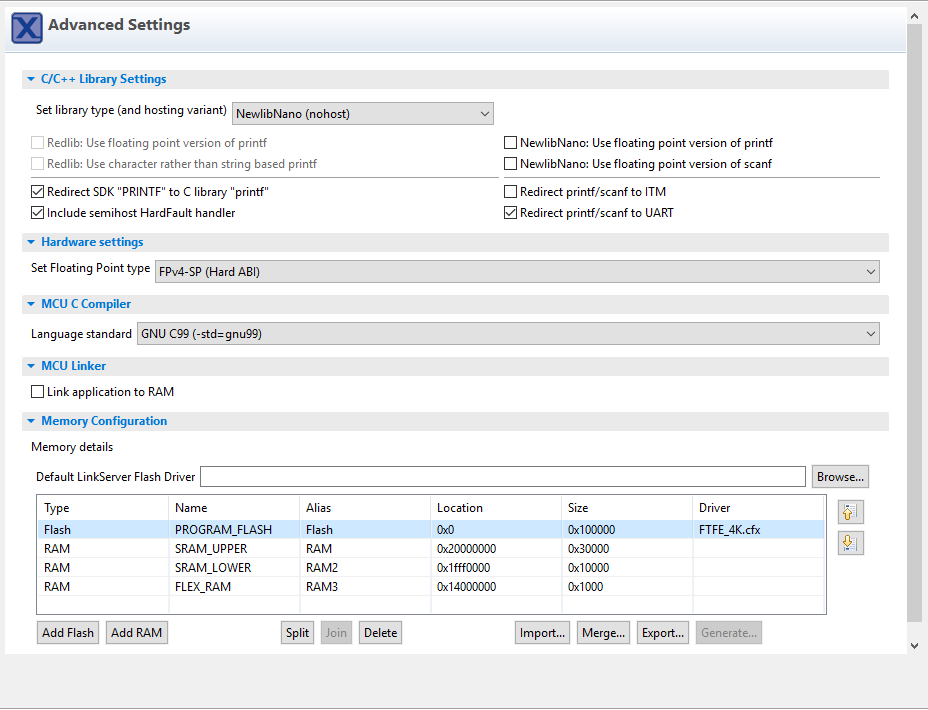 Advanced Settings
C/C++ Library Settings
Set library type (and hosting variant) NewlibNano (nohost)
Redlib: Use floating point version of printf NewlibNano: Use floating point version of printf
Redlib: Use character rather than string based printf NewlibNano: Use floating point version of scanf
Redirect SDK "PRINTF" to C library "printf" Redirect printf/scanf to ITM
Include semihost HardFault handler Redirect printf/scanf to UART
Hardware settings
Set Floating Point type FPv4-SP (Hard ABI)
MCU C Compiler
Language standard GNU C99 (-std=gnu99)
MCU Linker
Link application to RAM
Memory Configuration
Memory details
Default LinkServer Flash Driver Browse...
Type Name Alias Location Size Driver
Flash PROGRAM_FLASH Flash 0x0 0x100000 FTFE_4K.cfx
RAM SRAM_UPPER RAM 0x20000000 0x30000
RAM SRAM_LOWER RAM2 0x1fff0000 0x10000
RAM FLEX_RAM RAM3 0x14000000 0x1000
Add Flash Add RAM Split Join Delete Import... Merge... Export... Generate...